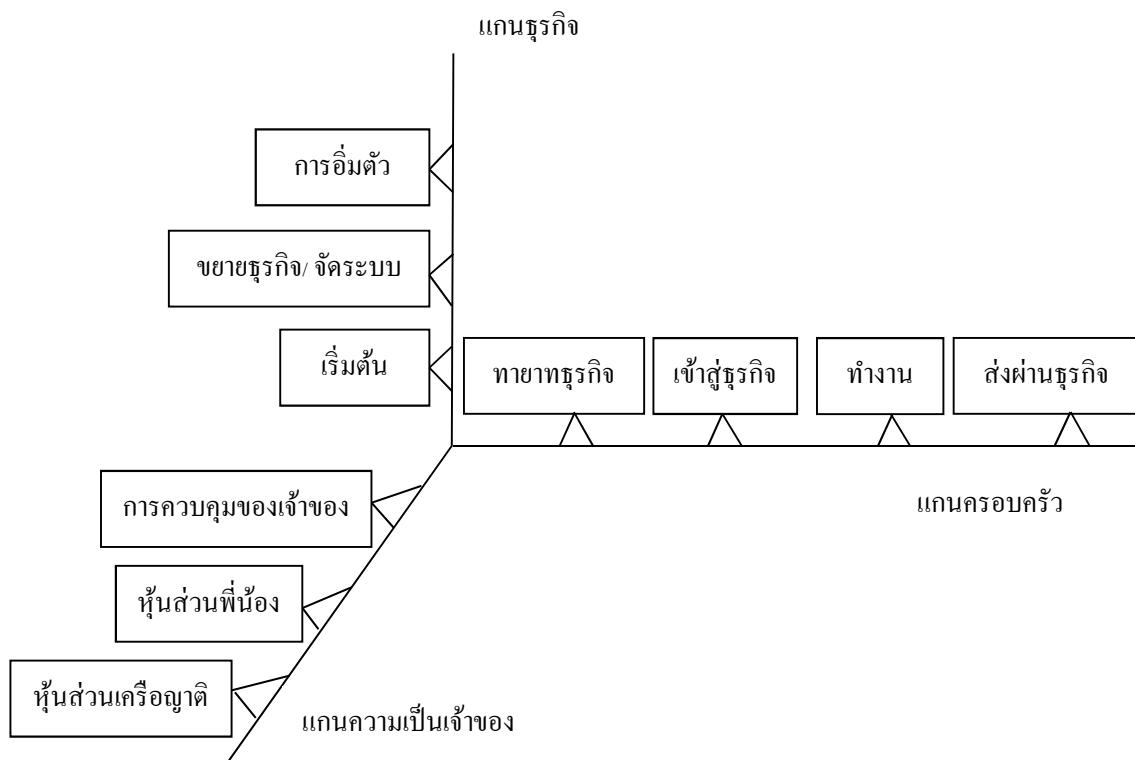 แกนธุรกิจ
การอิ่มตัว
ขยายธุรกิจ/ จัดระบบ
เริ่มต้น
ทายาทธุรกิจ
เข้าสู่ธุรกิจ
ทำงาน
ส่งผ่านธุรกิจ
การควบคุมของเจ้าของ
แกนครอบครัว
หุ้นส่วนพี่น้อง
หุ้นส่วนเครือญาติ
แกนความเป็นเจ้าของ